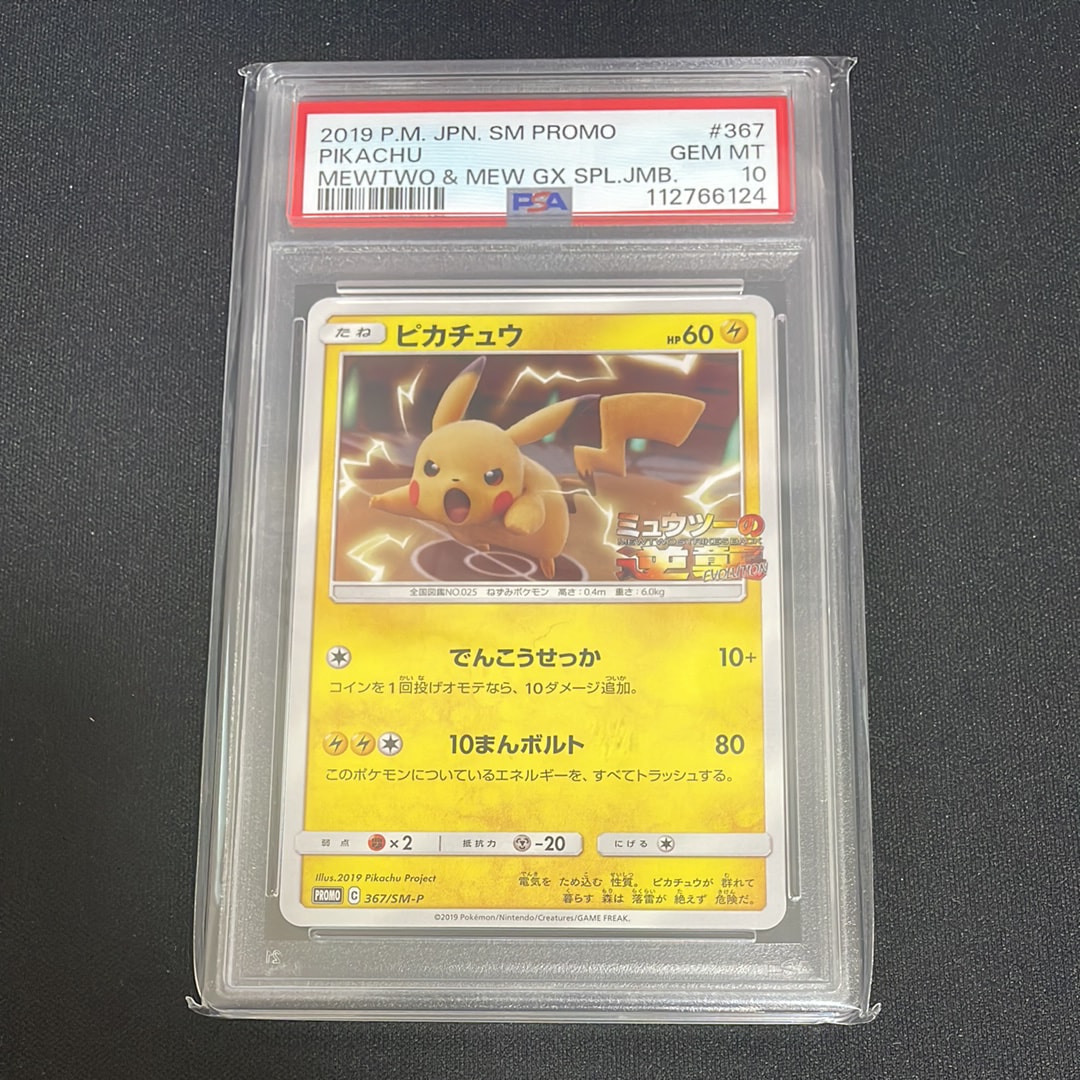 2019 P.M. JPN. SM PROMO #367
PIKACHU GEM MT
MEWTWO & MEW GX SPL.JMB. 10
PSA 112766124
たね ピカチュウ HP60
ミュウツーの
MEWTWO STRIKES BACK
逆襲
EVOLUTION
全国図鑑NO.025 ねずみポケモン 高さ:0.4m 重さ:6.0kg
でんこうせっか 10+
コインを1回投げオモテなら、10ダメージ追加。
10まんボルト 80
このポケモンについているエネルギーを、すべてトラッシュする。
弱点 ×2 抵抗力 -20 にげる
Illus.2019 Pikachu Project
電気を ため込む 性質。 ピカチュウが 群れて
暮らす 森は 落雷が 絶えず 危険だ。
PROMO C 367/SM-P
©2019 Pokémon/Nintendo/Creatures/GAME FREAK.